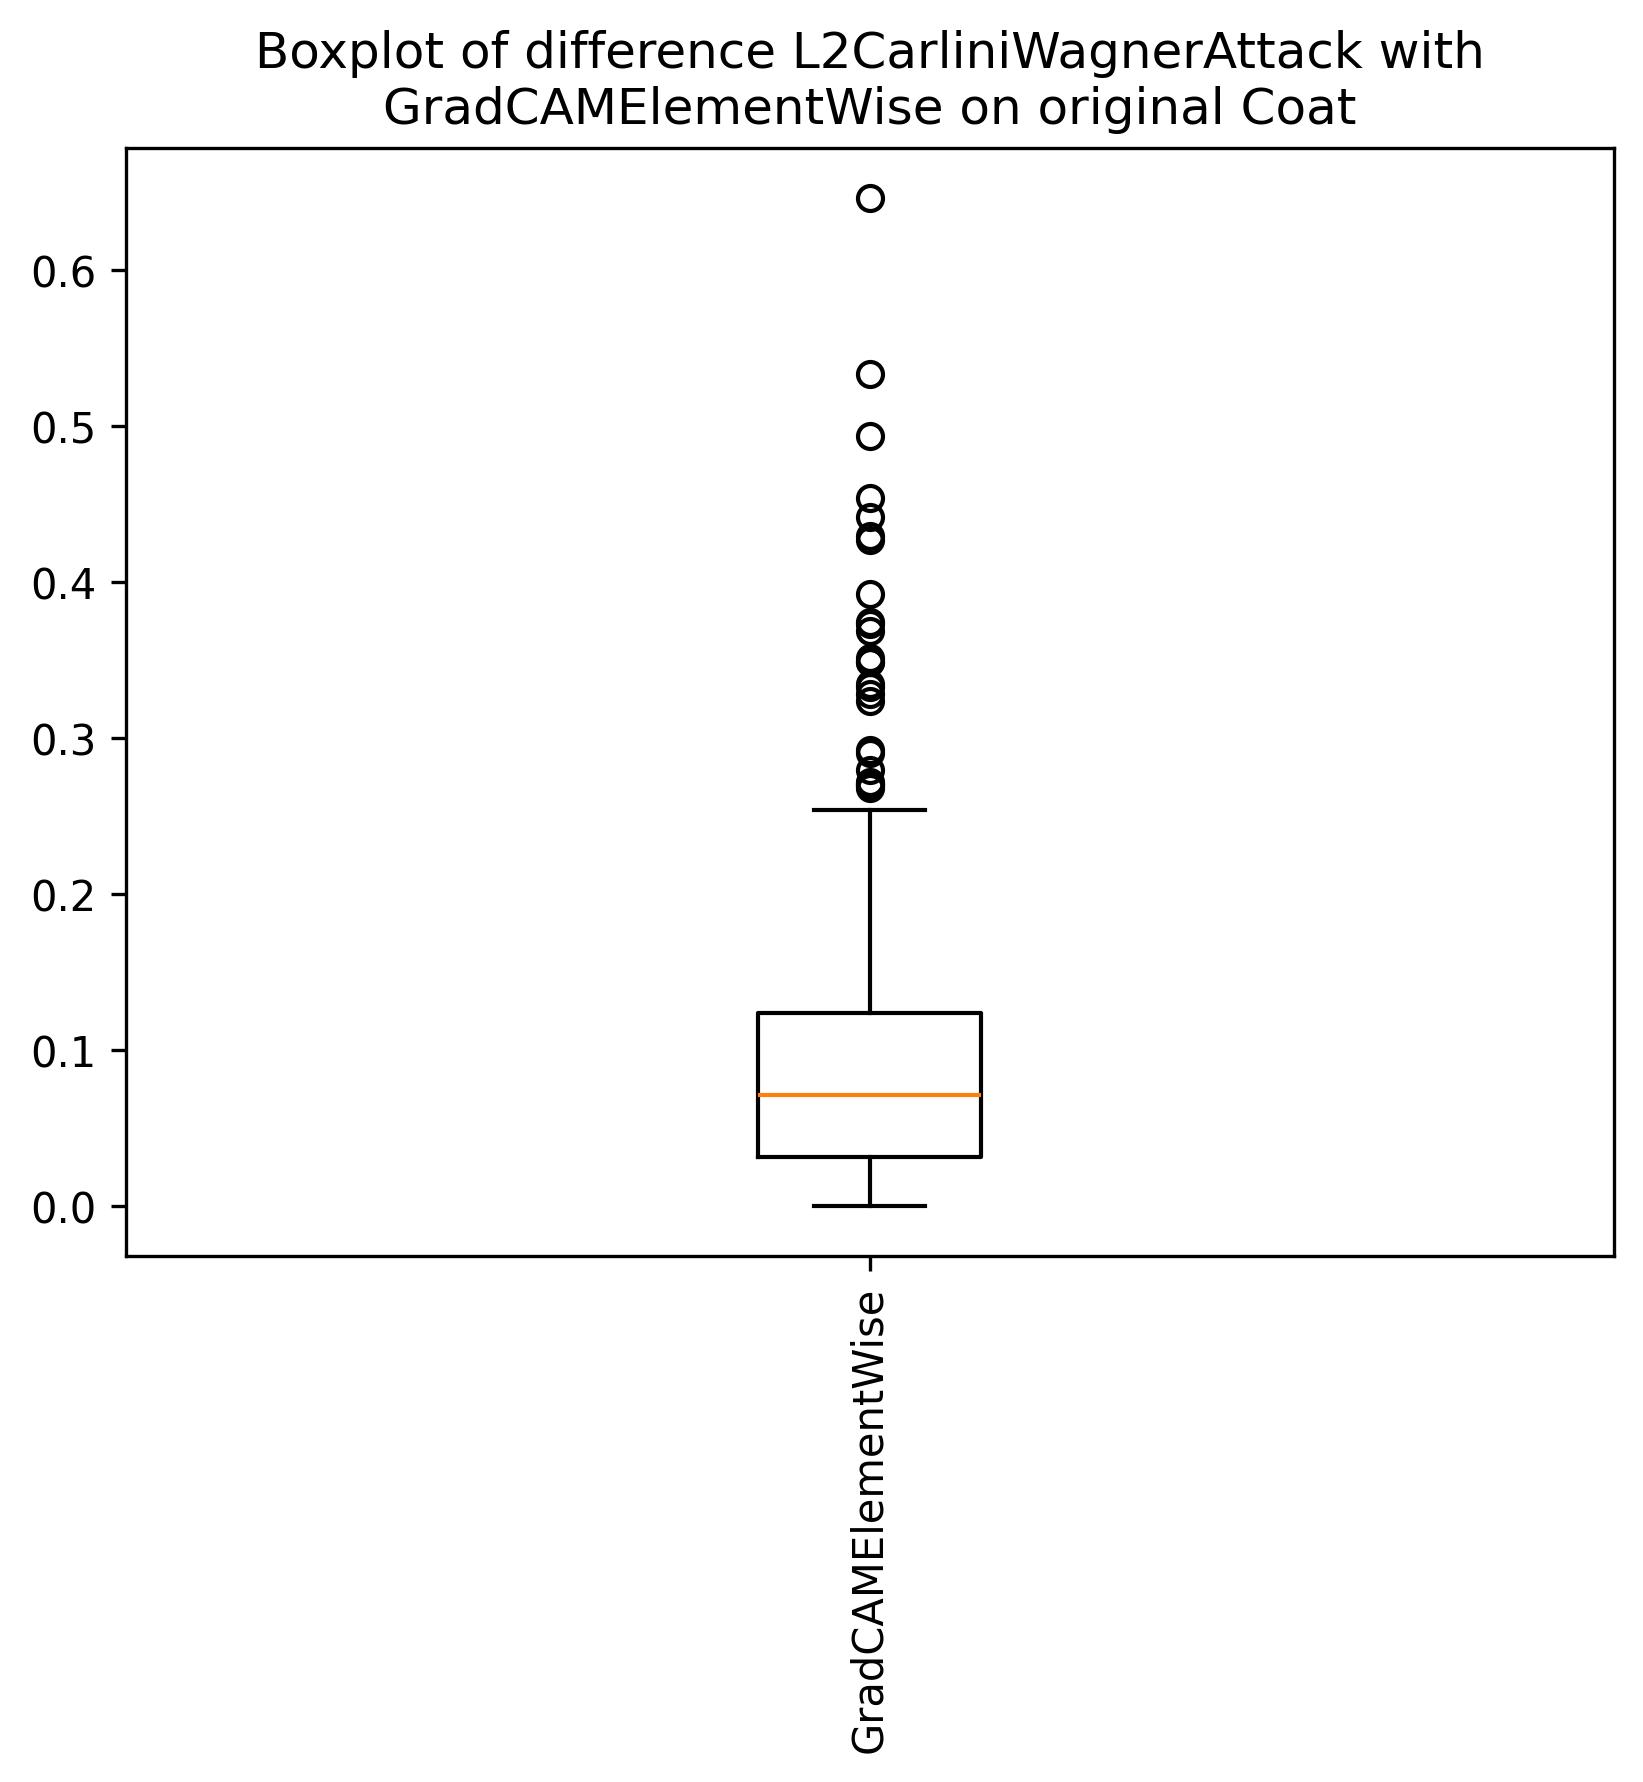 Boxplot of difference L2CarliniWagnerAttack with
GradCAMElementWise on original Coat
0.6
0.5
0.4
0.3
0.2
0.1
0.0
GradCAMElementWise